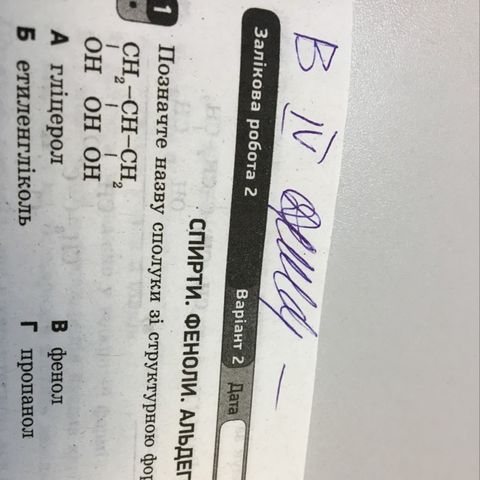 В IV
Залікова робота 2 Варіант 2 Дата
СПИРТИ. ФЕНОЛИ. АЛЬДЕГ
1 Позначте назву сполуки зі структурною фор
CH₂–CH–CH₂
OH OH OH
А гліцерол В фенол
Б етиленгліколь Г пропанол